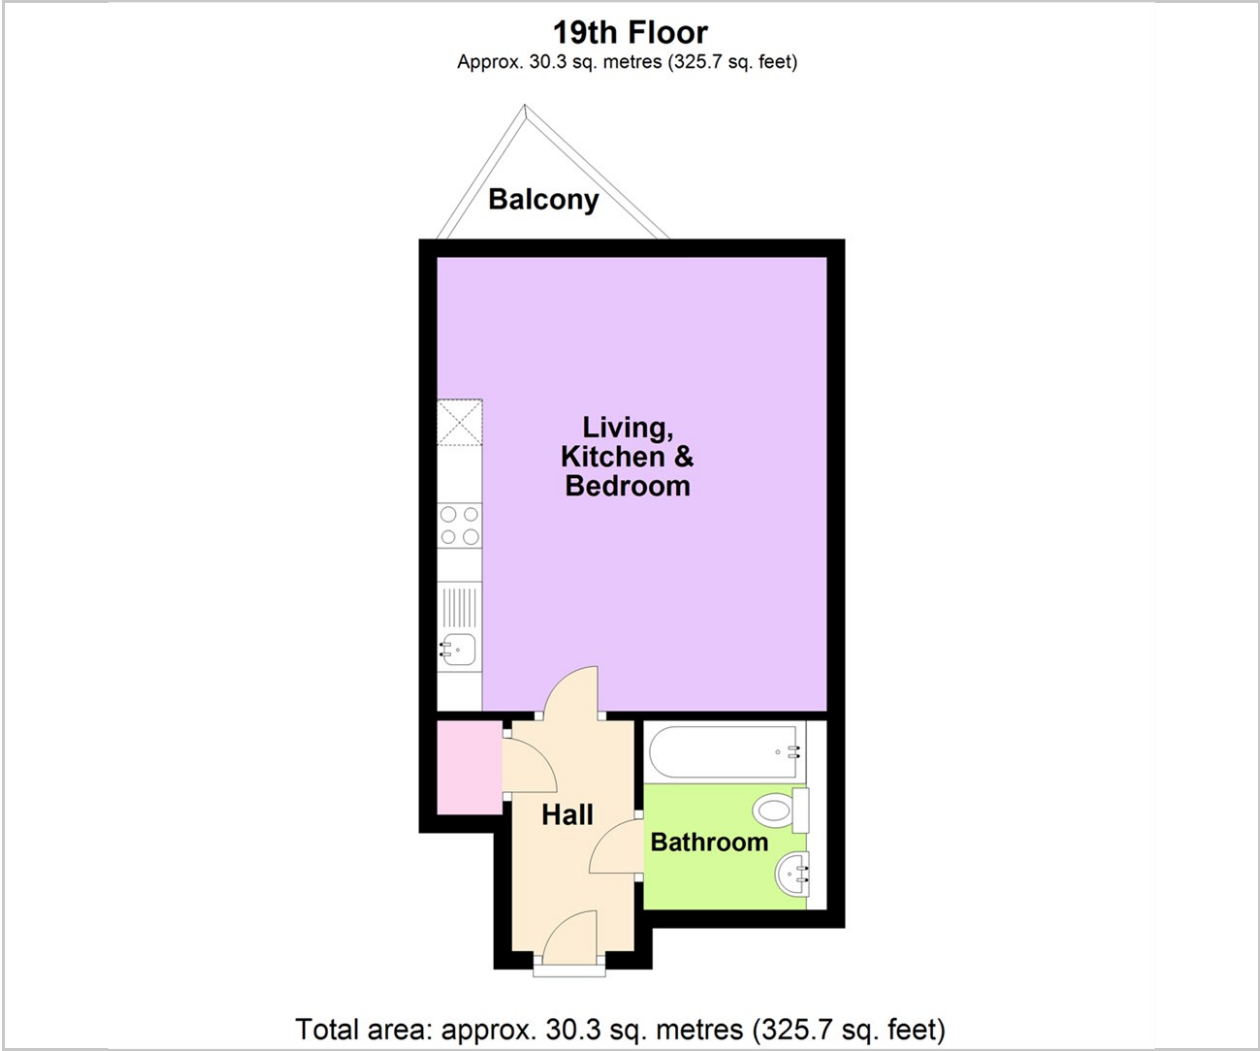 19th Floor
Approx. 30.3 sq. metres (325.7 sq. feet)
Balcony
Living,
Kitchen &
Bedroom
Hall
Bathroom
Total area: approx. 30.3 sq. metres (325.7 sq. feet)